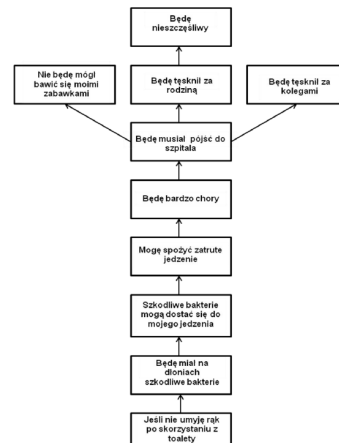 Będę
nieszczęśliwy
Nie będę mógł
bawić się moimi
zabawkami
Będę tęsknił za
rodziną
Będę tęsknił za
kolegami
Będę musiał pójść do
szpitala
Będę bardzo chory
Mogę spożyć zatrute
jedzenie
Szkodliwe bakterie
mogą dostać się do
mojego jedzenia
Będę miał na
dłoniach
szkodliwe bakterie
Jeśli nie umyję rąk
po skorzystaniu z
toalety